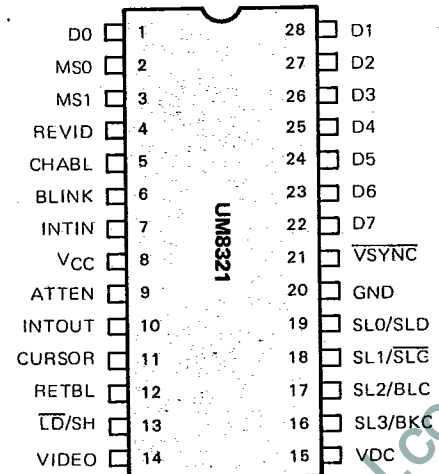 D0 1 28 D1
MS0 2 27 D2
MS1 3 26 D3
REVID 4 25 D4
CHABL 5 24 D5
BLINK 6 23 D6
INTIN 7 22 D7
VCC 8 21 V̅S̅Y̅N̅C̅
ATTEN 9 20 GND
INTOUT 10 19 SL0/SLD
CURSOR 11 18 SL1/S̅L̅G̅
RETBL 12 17 SL2/BLC
L̅D̅/SH 13 16 SL3/BKC
VIDEO 14 15 VDC
UM8321